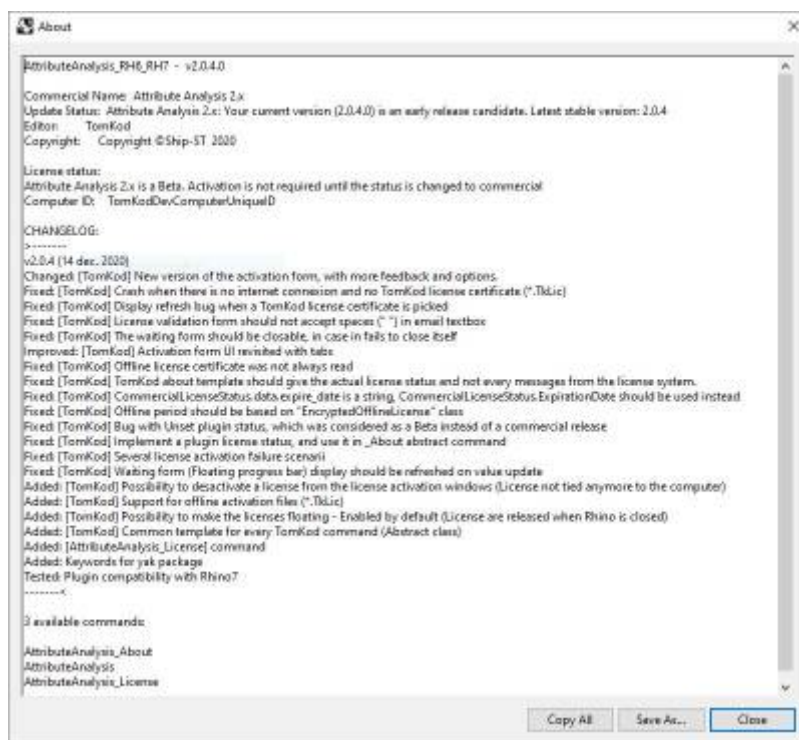 About
AttributeAnalysis_RH6_RH7 - v2.0.4.0
Commercial Name: Attribute Analysis 2.x
Update Status: Attribute Analysis 2.x: Your current version (2.0.4.0) is an early release candidate. Latest stable version: 2.0.4
Editor: TomKod
Copyright: Copyright ©Ship-ST 2020
License status:
Attribute Analysis 2.x is a Beta. Activation is not required until the status is changed to commercial
Computer ID: TomKodDevComputerUniqueID
CHANGELOG:
>-------
v2.0.4 (14 dec. 2020)
Changed: [TomKod] New version of the activation form, with more feedback and options.
Fixed: [TomKod] Crash when there is no internet connexion and no TomKod license certificate (*.TkLic)
Fixed: [TomKod] Display refresh bug when a TomKod license certificate is picked
Fixed: [TomKod] License validation form should not accept spaces (" ") in email textbox
Fixed: [TomKod] The waiting form should be closable, in case in fails to close itself
Improved: [TomKod] Activation form UI revisited with tabs
Fixed: [TomKod] Offline license certificate was not always read
Fixed: [TomKod] TomKod about template should give the actual license status and not every messages from the license system.
Fixed: [TomKod] CommercialLicenseStatus.data.expire_date is a string, CommercialLicenseStatus.ExpirationDate should be used instead
Fixed: [TomKod] Offline period should be based on "EncryptedOfflineLicense" class
Fixed: [TomKod] Bug with Unset plugin status, which was considered as a Beta instead of a commercial release
Fixed: [TomKod] Implement a plugin license status, and use it in _About abstract command
Fixed: [TomKod] Several license activation failure scenarii
Fixed: [TomKod] Waiting form (Floating progress bar) display should be refreshed on value update
Added: [TomKod] Possibility to desactivate a license from the license activation windows (License not tied anymore to the computer)
Added: [TomKod] Support for offline activation files (*.TkLic)
Added: [TomKod] Possibility to make the licenses floating - Enabled by default (License are released when Rhino is closed)
Added: [TomKod] Common template for every TomKod command (Abstract class)
Added: [AttributeAnalysis_License] command
Added: Keywords for yak package
Tested: Plugin compatibility with Rhino7
-------<
3 available commands:
AttributeAnalysis_About
AttributeAnalysis
AttributeAnalysis_License
Copy All Save As... Close